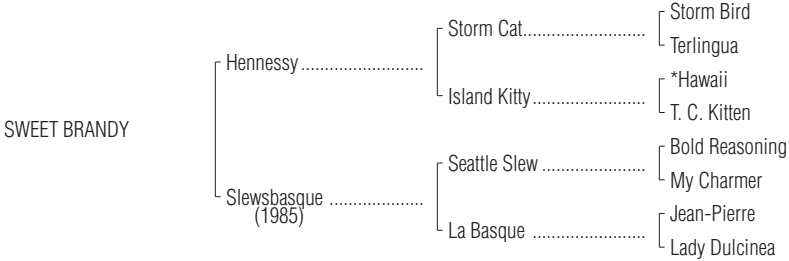 Storm Bird
Storm Cat..........................
Terlingua
Hennessy ..........................
*Hawaii
Island Kitty........................
T. C. Kitten
SWEET BRANDY
Bold Reasoning
Seattle Slew ......................
My Charmer
Slewsbasque ....................
(1985)
Jean-Pierre
La Basque ........................
Lady Dulcinea